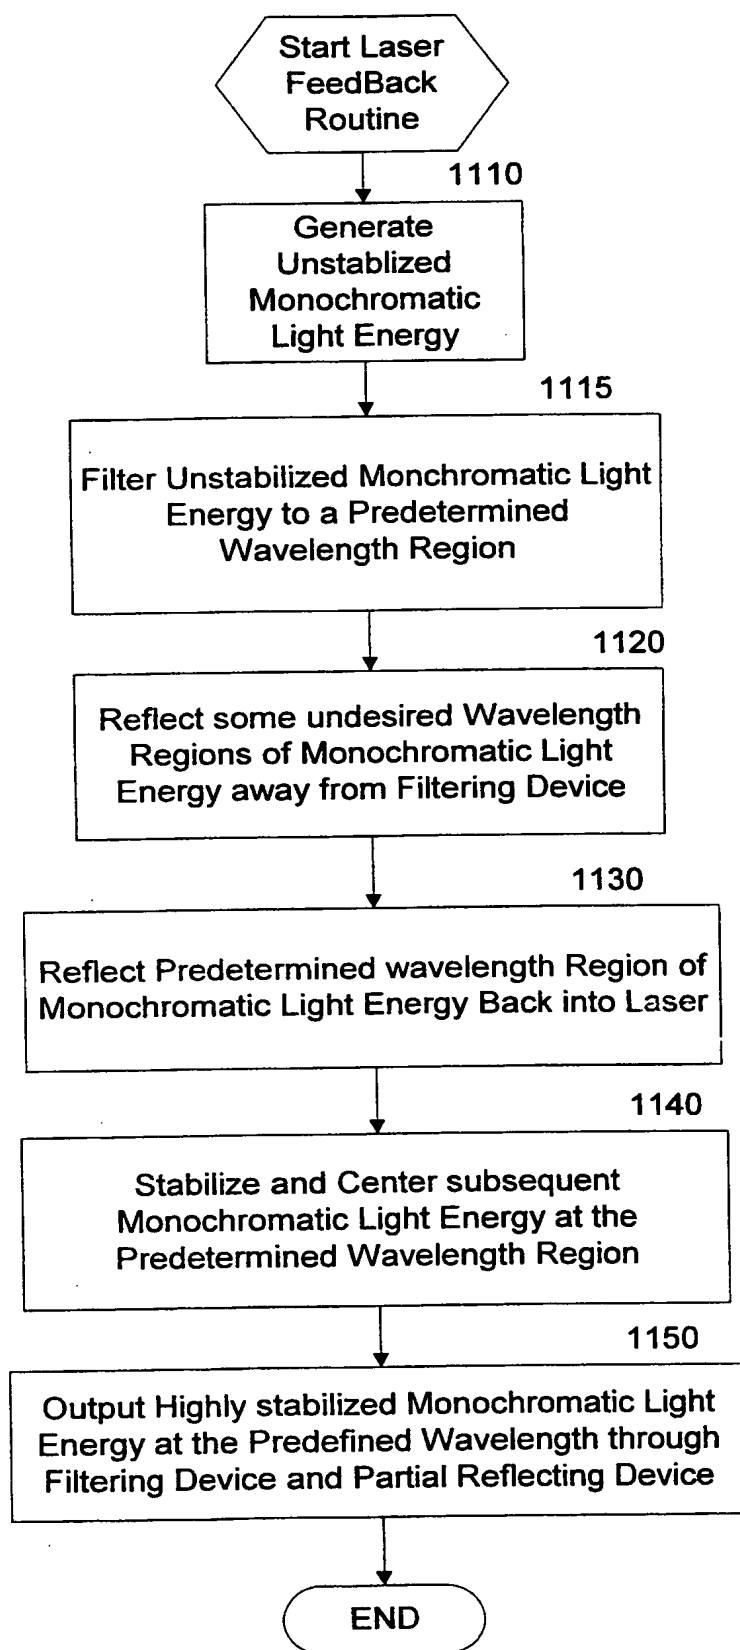 Start Laser
FeedBack
Routine
1110
Generate
Unstablized
Monochromatic
Light Energy
1115
Filter Unstabilized Monchromatic Light
Energy to a Predetermined
Wavelength Region
1120
Reflect some undesired Wavelength
Regions of Monochromatic Light
Energy away from Filtering Device
1130
Reflect Predetermined wavelength Region of
Monochromatic Light Energy Back into Laser
1140
Stabilize and Center subsequent
Monochromatic Light Energy at the
Predetermined Wavelength Region
1150
Output Highly stabilized Monochromatic Light
Energy at the Predefined Wavelength through
Filtering Device and Partial Reflecting Device
END